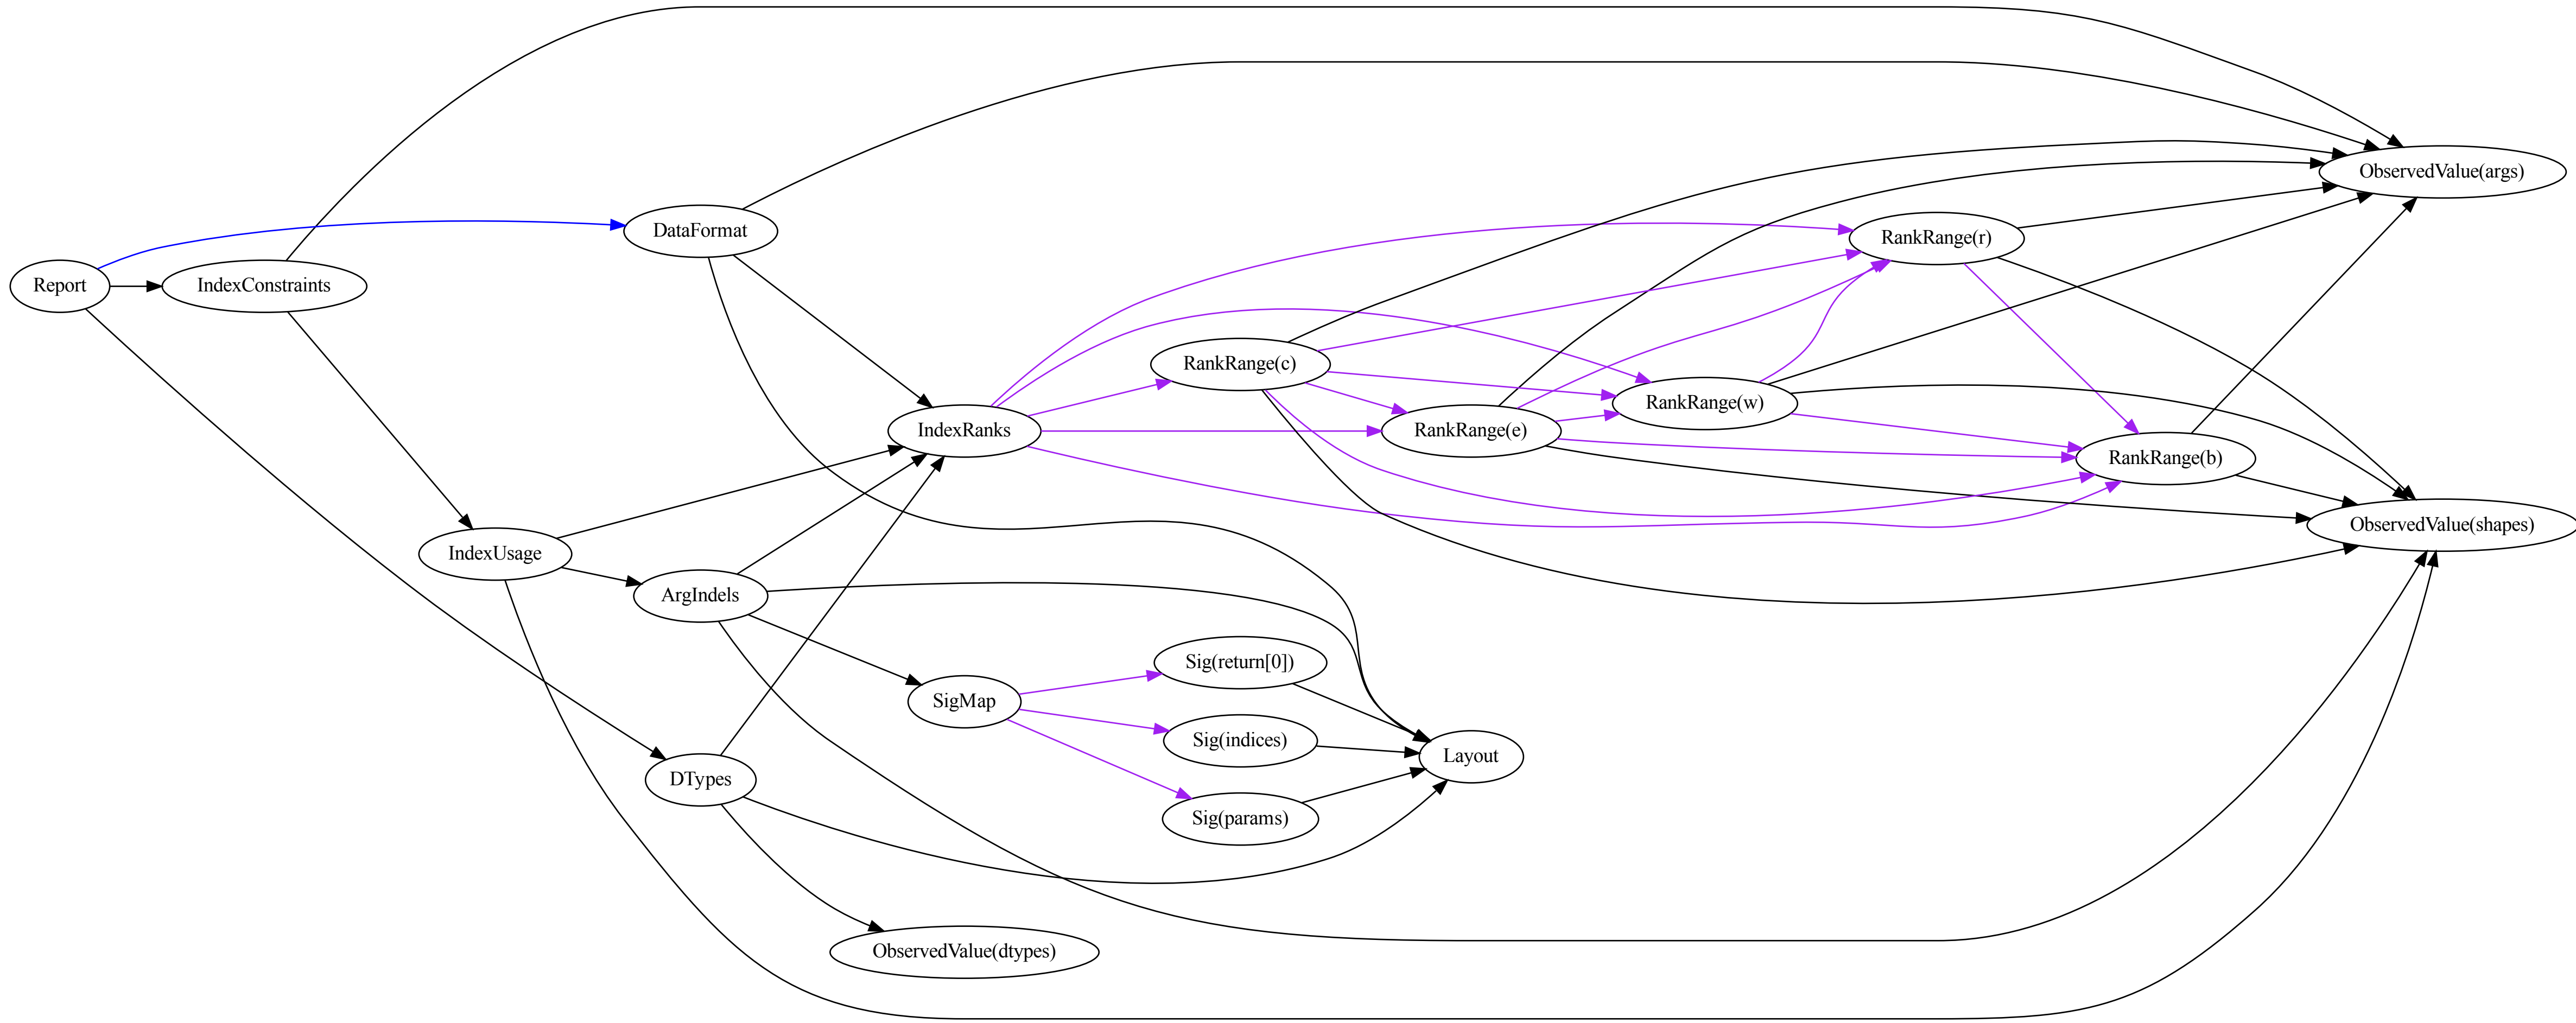 Report
IndexConstraints
DataFormat
IndexUsage
ArgIndels
DTypes
IndexRanks
SigMap
ObservedValue(dtypes)
RankRange(c)
Sig(return[0])
Sig(indices)
Sig(params)
RankRange(e)
Layout
RankRange(w)
RankRange(r)
RankRange(b)
ObservedValue(args)
ObservedValue(shapes)